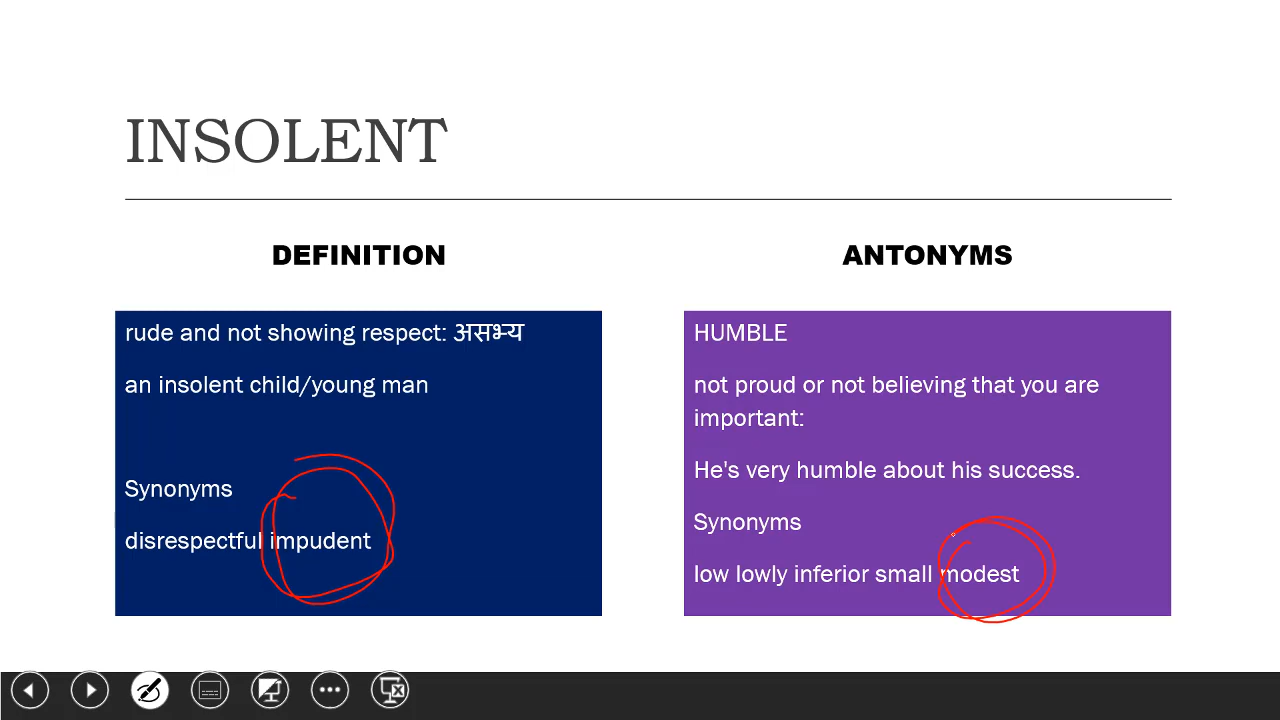 INSOLENT
DEFINITION
rude and not showing respect: असभ्य
an insolent child/young man
Synonyms
disrespectful impudent
ANTONYMS
HUMBLE
not proud or not believing that you are
important:
He's very humble about his success.
Synonyms
low lowly inferior small modest